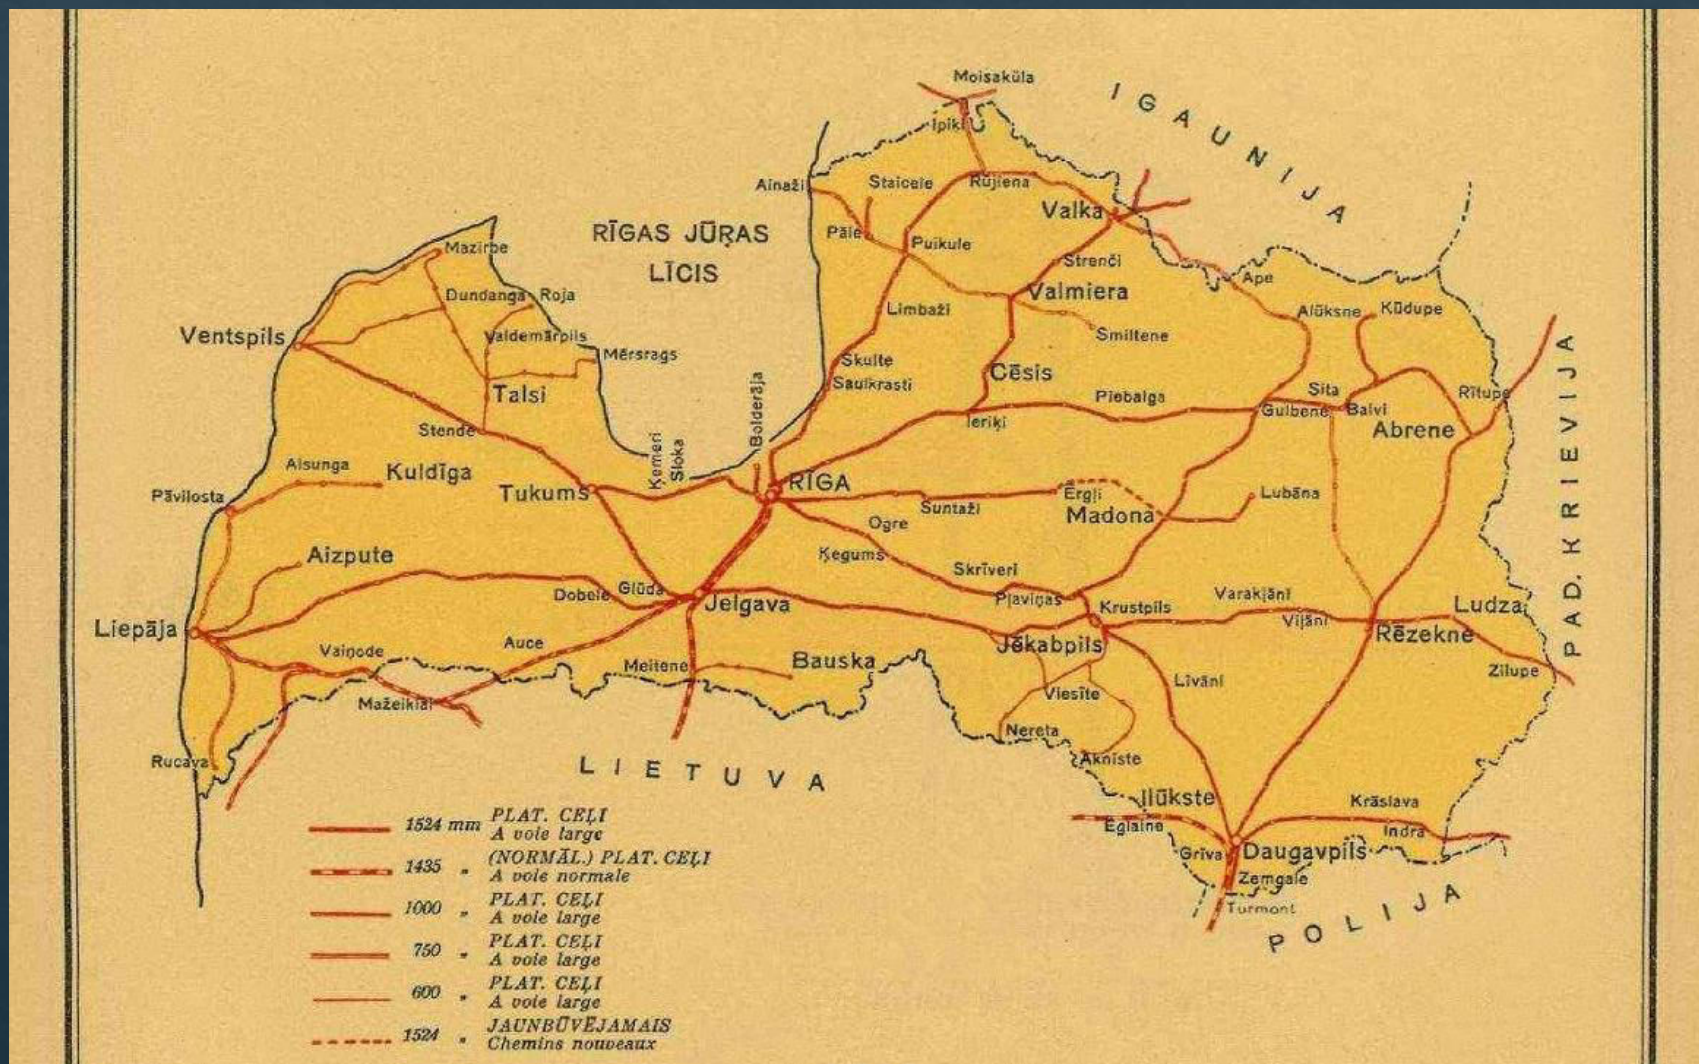 Moisaküla
IGAUNIJA
Ipiķi
Ainaži
Staicele
Rūjiena
Valka
RĪGAS JŪRAS
LĪCIS
Pāle
Puikule
Strenči
Mazirbe
Ape
Dundanga
Roja
Valmiera
Limbaži
Alūksne
Kūdupe
Ventspils
Valdemārpils
Smiltene
Mērsrags
Skulte
Saulkrasti
Cēsis
Talsi
Piebalga
Sita
Rītupe
Gulbene
Balvi
Bolderāja
Stende
Ieriķi
Abrene
PAD. KRIEVIJA
Ķemeri
Sloka
Alsunga
Kuldīga
Tukums
RĪGA
Pāvilosta
Ērgļi
Lubāna
Suntaži
Madona
Ogre
Aizpute
Ķegums
Skrīveri
Dobele
Glūda
Jelgava
Pļaviņas
Krustpils
Varakļāni
Viļāni
Ludza
Liepāja
Rēzekne
Auce
Vaiņode
Jēkabpils
Meitene
Bauska
Zilupe
Līvāni
Viesīte
Mažeikiai
Nereta
Rucava
Akniste
LIETUVA
Ilūkste
Krāslava
Eglaine
Indra
Grīva
Daugavpils
Zemgale
Turmont
POLIJA
1524 mm PLAT. CEĻI
A voie large
1435 " (NORMĀL.) PLAT. CEĻI
A voie normale
1000 " PLAT. CEĻI
A voie large
750 " PLAT. CEĻI
A voie large
600 " PLAT. CEĻI
A voie large
1524 " JAUNBŪVĒJAMAIS
Chemins nouveaux